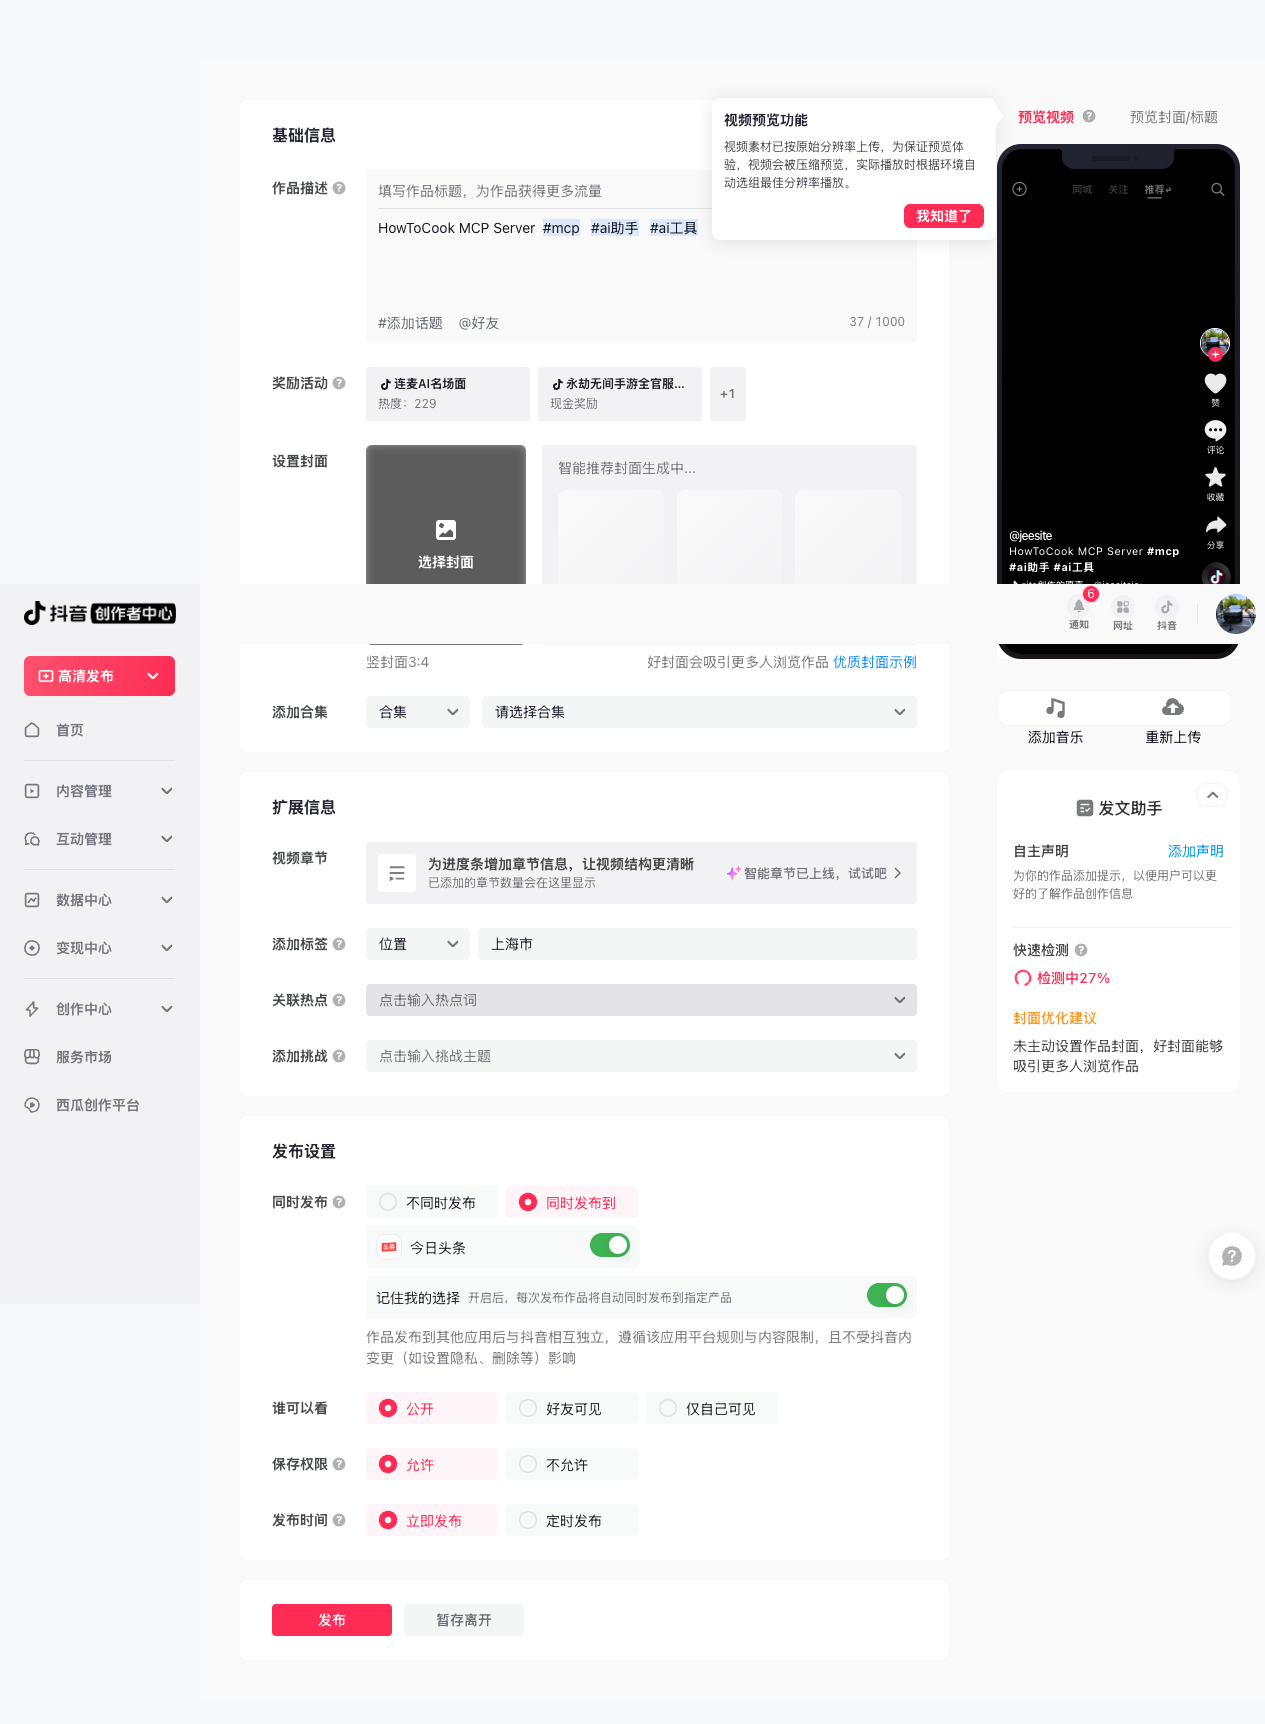 基础信息
作品描述
填写作品标题，为作品获得更多流量
HowToCook MCP Server #mcp #ai助手 #ai工具
#添加话题 @好友
37 / 1000
视频预览功能
视频素材已按原始分辨率上传，为保证预览体
验，视频会被压缩预览，实际播放时根据环境自
动选组最佳分辨率播放。
我知道了
预览视频
预览封面/标题
同城 关注 推荐
赞
评论
收藏
分享
@jeesite
HowToCook MCP Server #mcp
#ai助手 #ai工具
奖励活动
连麦AI名场面
热度：229
永劫无间手游全官服...
现金奖励
+1
设置封面
选择封面
智能推荐封面生成中...
抖音 创作者中心
6
通知
网址
抖音
高清发布
首页
内容管理
互动管理
数据中心
变现中心
创作中心
服务市场
西瓜创作平台
竖封面3:4
好封面会吸引更多人浏览作品 优质封面示例
添加合集
合集
请选择合集
添加音乐
重新上传
扩展信息
视频章节
为进度条增加章节信息，让视频结构更清晰
已添加的章节数量会在这里显示
智能章节已上线，试试吧
添加标签
位置
上海市
关联热点
点击输入热点词
添加挑战
点击输入挑战主题
发文助手
自主声明
添加声明
为你的作品添加提示，以便用户可以更
好的了解作品创作信息
快速检测
检测中27%
封面优化建议
未主动设置作品封面，好封面能够
吸引更多人浏览作品
发布设置
同时发布
不同时发布
同时发布到
头条
今日头条
记住我的选择 开启后，每次发布作品将自动同时发布到指定产品
作品发布到其他应用后与抖音相互独立，遵循该应用平台规则与内容限制，且不受抖音内
变更（如设置隐私、删除等）影响
谁可以看
公开
好友可见
仅自己可见
保存权限
允许
不允许
发布时间
立即发布
定时发布
发布
暂存离开